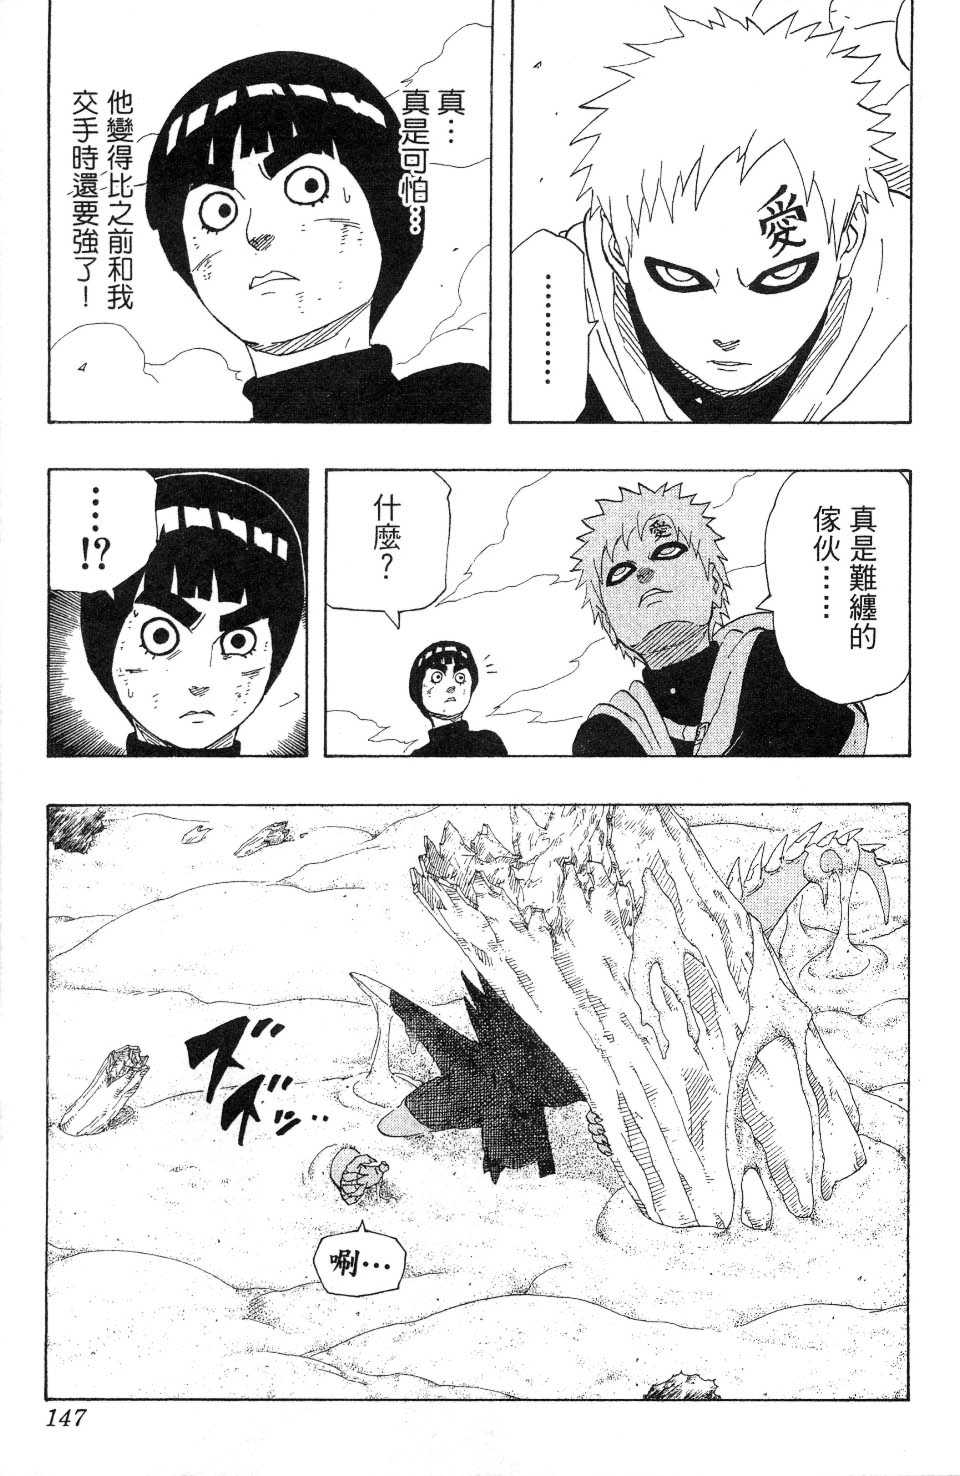 愛
…………
真…
真是可怕…
他變得比之前和我
交手時還要強了！
真是難纏的
傢伙……
愛
什麼？
…!?
ズズッ‥
唰…
147